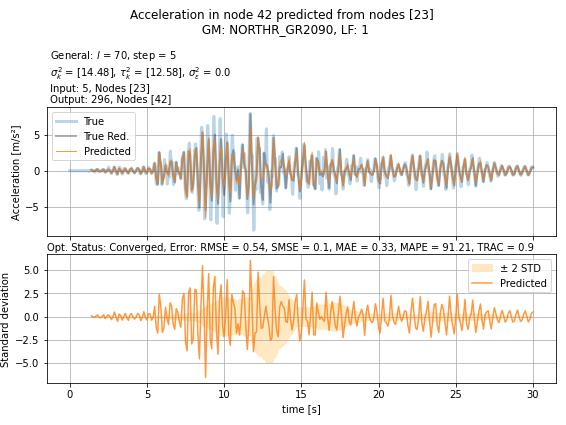 Acceleration in node 42 predicted from nodes [23]
GM: NORTHR_GR2090, LF: 1
General: l = 70, step = 5
σ²ₖ = [14.48], τ²ₖ = [12.58], σ²ε = 0.0
Input: 5, Nodes [23]
Output: 296, Nodes [42]
Acceleration [m/s²]
5
0
−5
True
True Red.
Predicted
Opt. Status: Converged, Error: RMSE = 0.54, SMSE = 0.1, MAE = 0.33, MAPE = 91.21, TRAC = 0.9
Standard deviation
5.0
2.5
0.0
−2.5
−5.0
± 2 STD
Predicted
0 5 10 15 20 25 30
time [s]